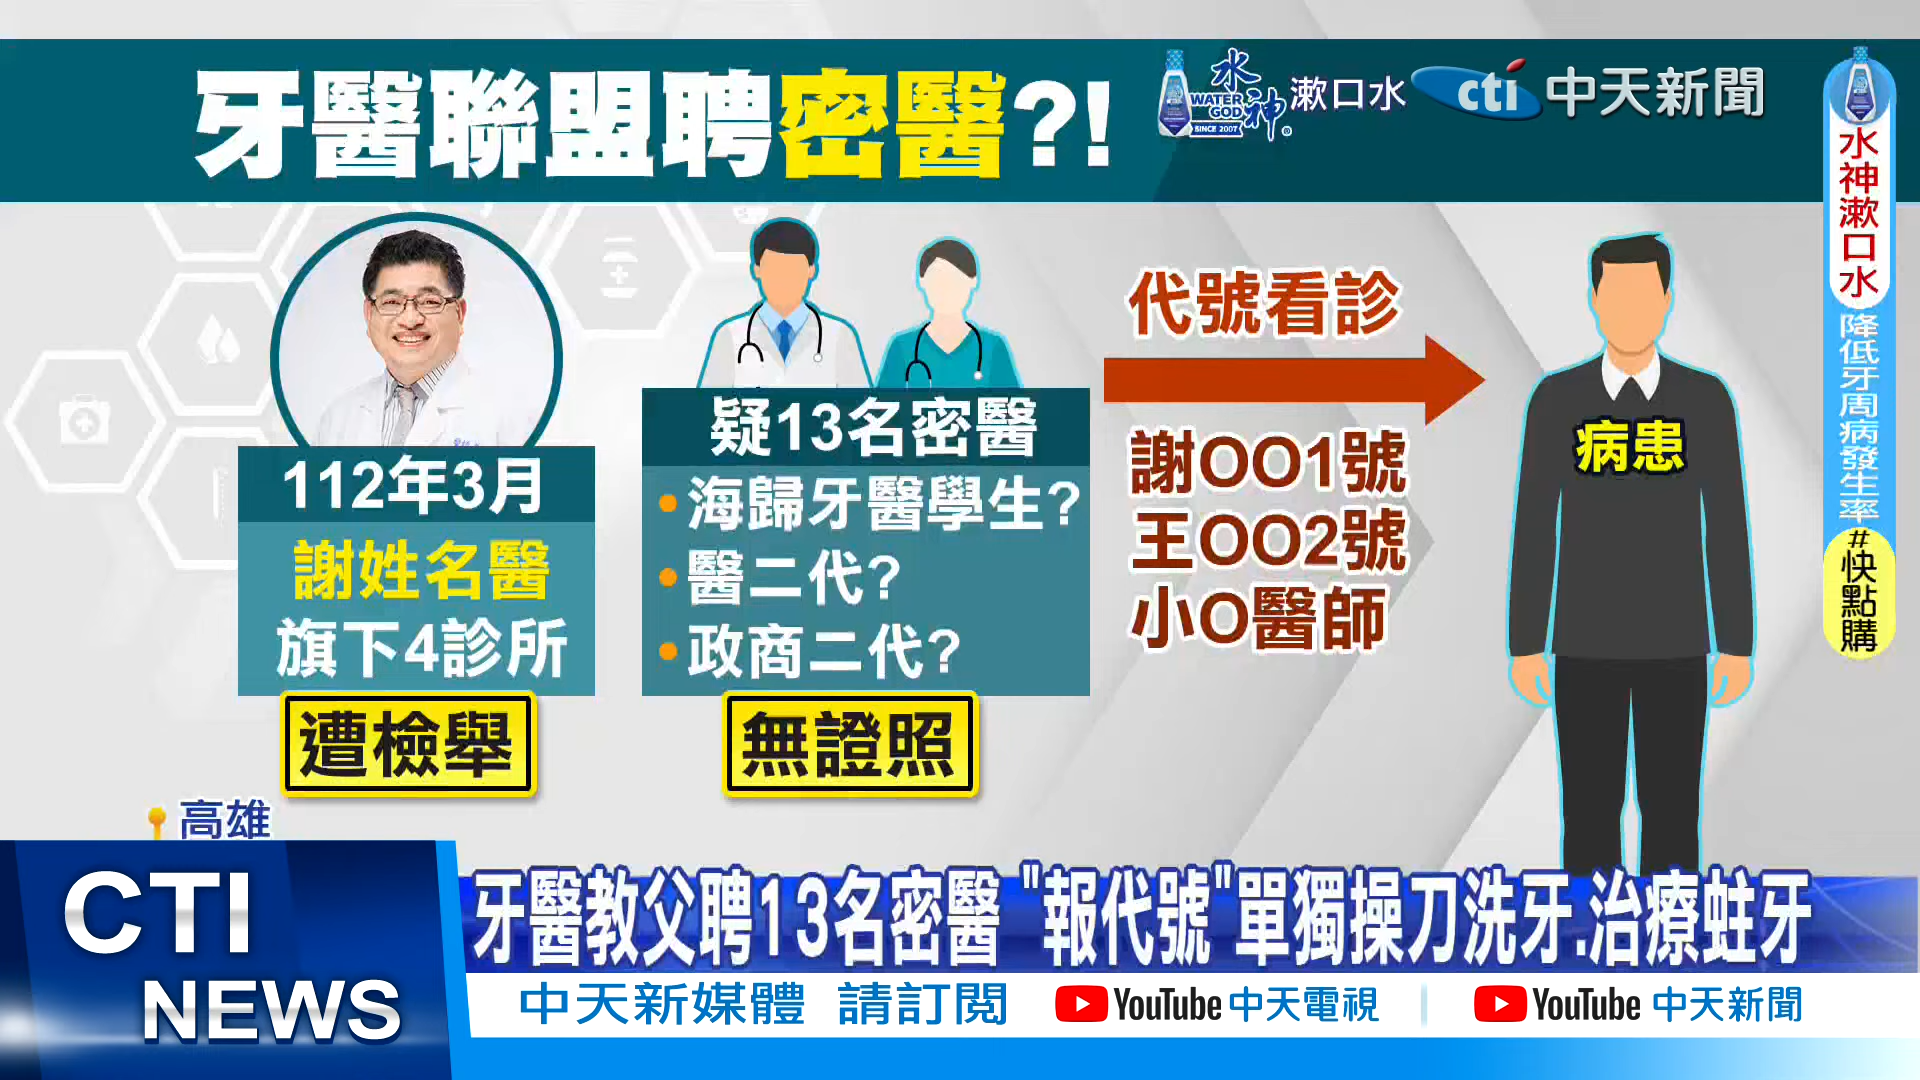 牙醫聯盟聘密醫?!
水神
WATER GOD
SINCE 2007
漱口水
cti 中天新聞
水神漱口水
降低牙周病發生率
#快點購
112年3月
謝姓名醫
旗下4診所
遭檢舉
疑13名密醫
•海歸牙醫學生?
•醫二代?
•政商二代?
無證照
代號看診
謝OO1號
王OO2號
小O醫師
病患
高雄
CTI
NEWS
牙醫教父聘13名密醫 "報代號"單獨操刀洗牙.治療蛀牙
中天新媒體 請訂閱 YouTube 中天電視 | YouTube 中天新聞